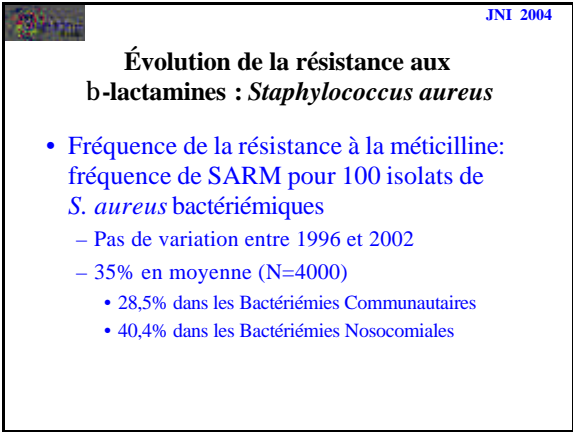 JNI 2004
Évolution de la résistance aux
b-lactamines : Staphylococcus aureus
• Fréquence de la résistance à la méticilline:
fréquence de SARM pour 100 isolats de
S. aureus bactériémiques
– Pas de variation entre 1996 et 2002
– 35% en moyenne (N=4000)
• 28,5% dans les Bactériémies Communautaires
• 40,4% dans les Bactériémies Nosocomiales